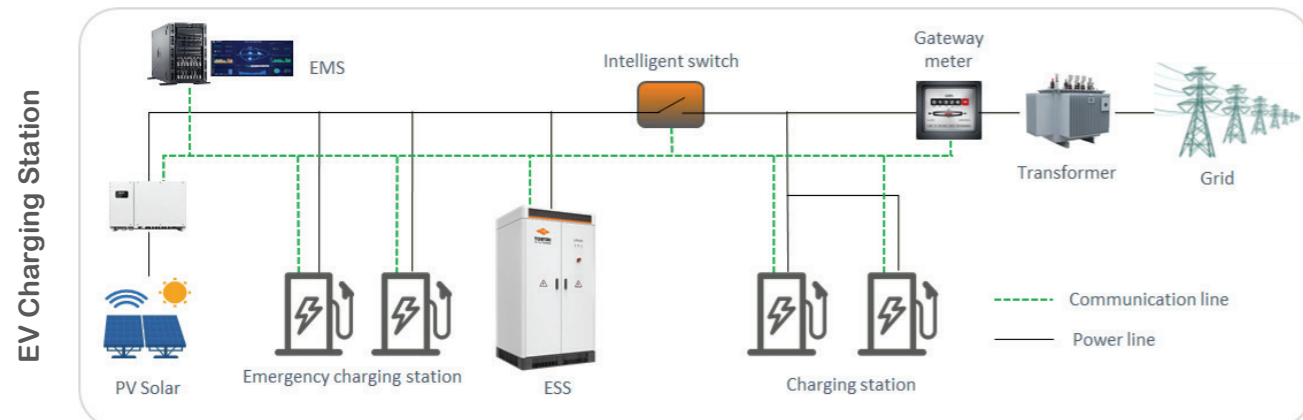 EV Charging Station
EMS
Intelligent switch
Gateway
meter
Transformer
Grid
PV Solar
Emergency charging station
ESS
Charging station
Communication line
Power line